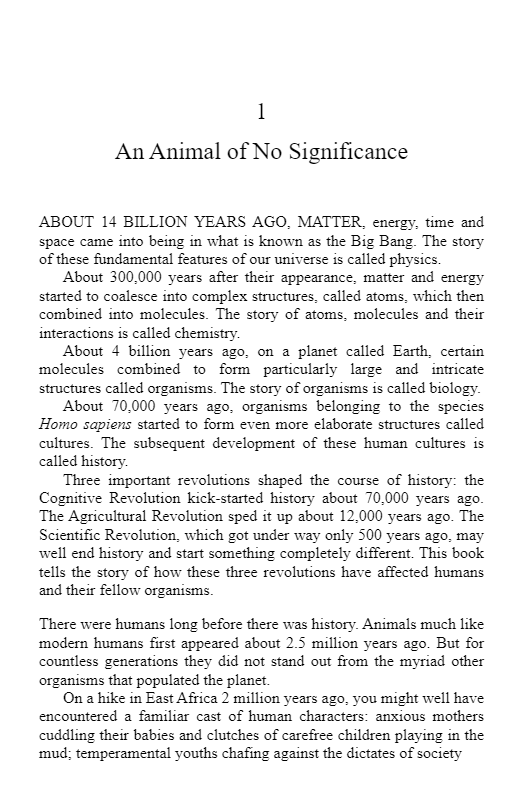 1
An Animal of No Significance
ABOUT 14 BILLION YEARS AGO, MATTER, energy, time and
space came into being in what is known as the Big Bang. The story
of these fundamental features of our universe is called physics.
About 300,000 years after their appearance, matter and energy
started to coalesce into complex structures, called atoms, which then
combined into molecules. The story of atoms, molecules and their
interactions is called chemistry.
About 4 billion years ago, on a planet called Earth, certain
molecules combined to form particularly large and intricate
structures called organisms. The story of organisms is called biology.
About 70,000 years ago, organisms belonging to the species
Homo sapiens started to form even more elaborate structures called
cultures. The subsequent development of these human cultures is
called history.
Three important revolutions shaped the course of history: the
Cognitive Revolution kick-started history about 70,000 years ago.
The Agricultural Revolution sped it up about 12,000 years ago. The
Scientific Revolution, which got under way only 500 years ago, may
well end history and start something completely different. This book
tells the story of how these three revolutions have affected humans
and their fellow organisms.
There were humans long before there was history. Animals much like
modern humans first appeared about 2.5 million years ago. But for
countless generations they did not stand out from the myriad other
organisms that populated the planet.
On a hike in East Africa 2 million years ago, you might well have
encountered a familiar cast of human characters: anxious mothers
cuddling their babies and clutches of carefree children playing in the
mud; temperamental youths chafing against the dictates of society